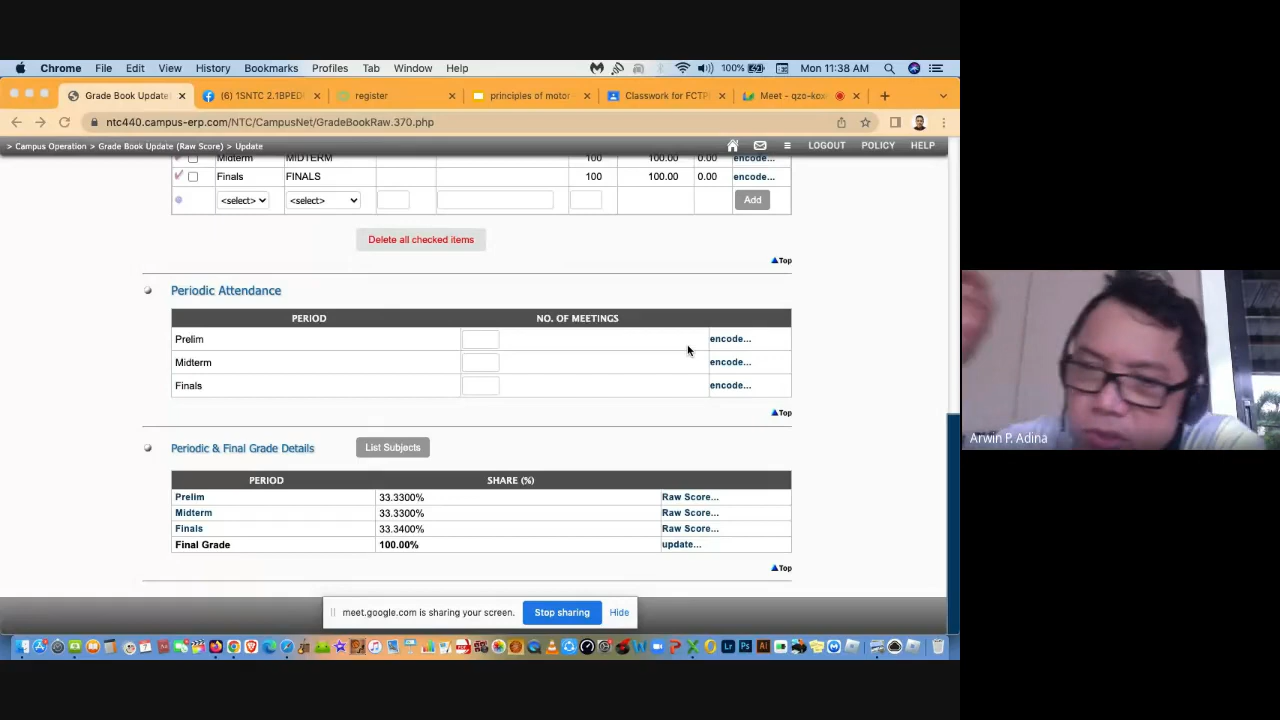 Chrome File Edit View History Bookmarks Profiles Tab Window Help 100% Mon 11:38 AM
Grade Book Update (6) 1SNTC 2.1BPED register principles of motor Classwork for FCTP Meet - qzo-kox
ntc440.campus-erp.com/NTC/CampusNet/GradeBookRaw.370.php
> Campus Operation > Grade Book Update (Raw Score) > Update LOGOUT POLICY HELP
Midterm MIDTERM 100 100.00 0.00 encode...
Finals FINALS 100 100.00 0.00 encode...
<select> <select> Add
Delete all checked items
Top
Periodic Attendance
PERIOD NO. OF MEETINGS
Prelim encode...
Midterm encode...
Finals encode...
Top
Periodic & Final Grade Details List Subjects
PERIOD SHARE (%)
Prelim 33.3300% Raw Score...
Midterm 33.3300% Raw Score...
Finals 33.3400% Raw Score...
Final Grade 100.00% update...
Top
meet.google.com is sharing your screen. Stop sharing Hide
Arwin P. Adina